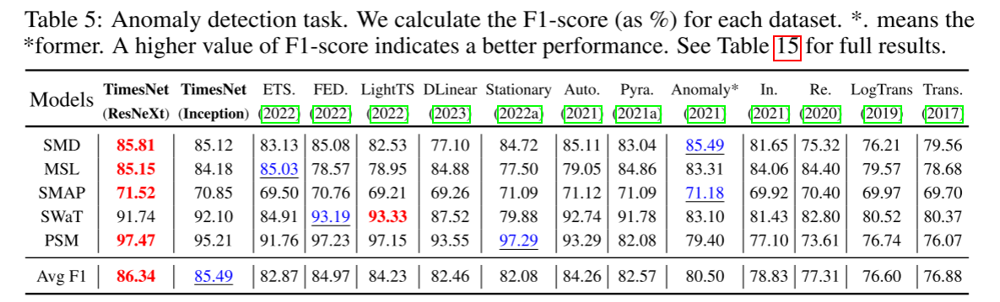 Table 5: Anomaly detection task. We calculate the F1-score (as %) for each dataset. *. means the
*former. A higher value of F1-score indicates a better performance. See Table 15 for full results.
Models TimesNet TimesNet ETS. FED. LightTS DLinear Stationary Auto. Pyra. Anomaly* In. Re. LogTrans Trans.
(ResNeXt) (Inception) (2022) (2022) (2022) (2023) (2022a) (2021) (2021a) (2021) (2021) (2020) (2019) (2017)
SMD 85.81 85.12 83.13 85.08 82.53 77.10 84.72 85.11 83.04 85.49 81.65 75.32 76.21 79.56
MSL 85.15 84.18 85.03 78.57 78.95 84.88 77.50 79.05 84.86 83.31 84.06 84.40 79.57 78.68
SMAP 71.52 70.85 69.50 70.76 69.21 69.26 71.09 71.12 71.09 71.18 69.92 70.40 69.97 69.70
SWaT 91.74 92.10 84.91 93.19 93.33 87.52 79.88 92.74 91.78 83.10 81.43 82.80 80.52 80.37
PSM 97.47 95.21 91.76 97.23 97.15 93.55 97.29 93.29 82.08 79.40 77.10 73.61 76.74 76.07
Avg F1 86.34 85.49 82.87 84.97 84.23 82.46 82.08 84.26 82.57 80.50 78.83 77.31 76.60 76.88